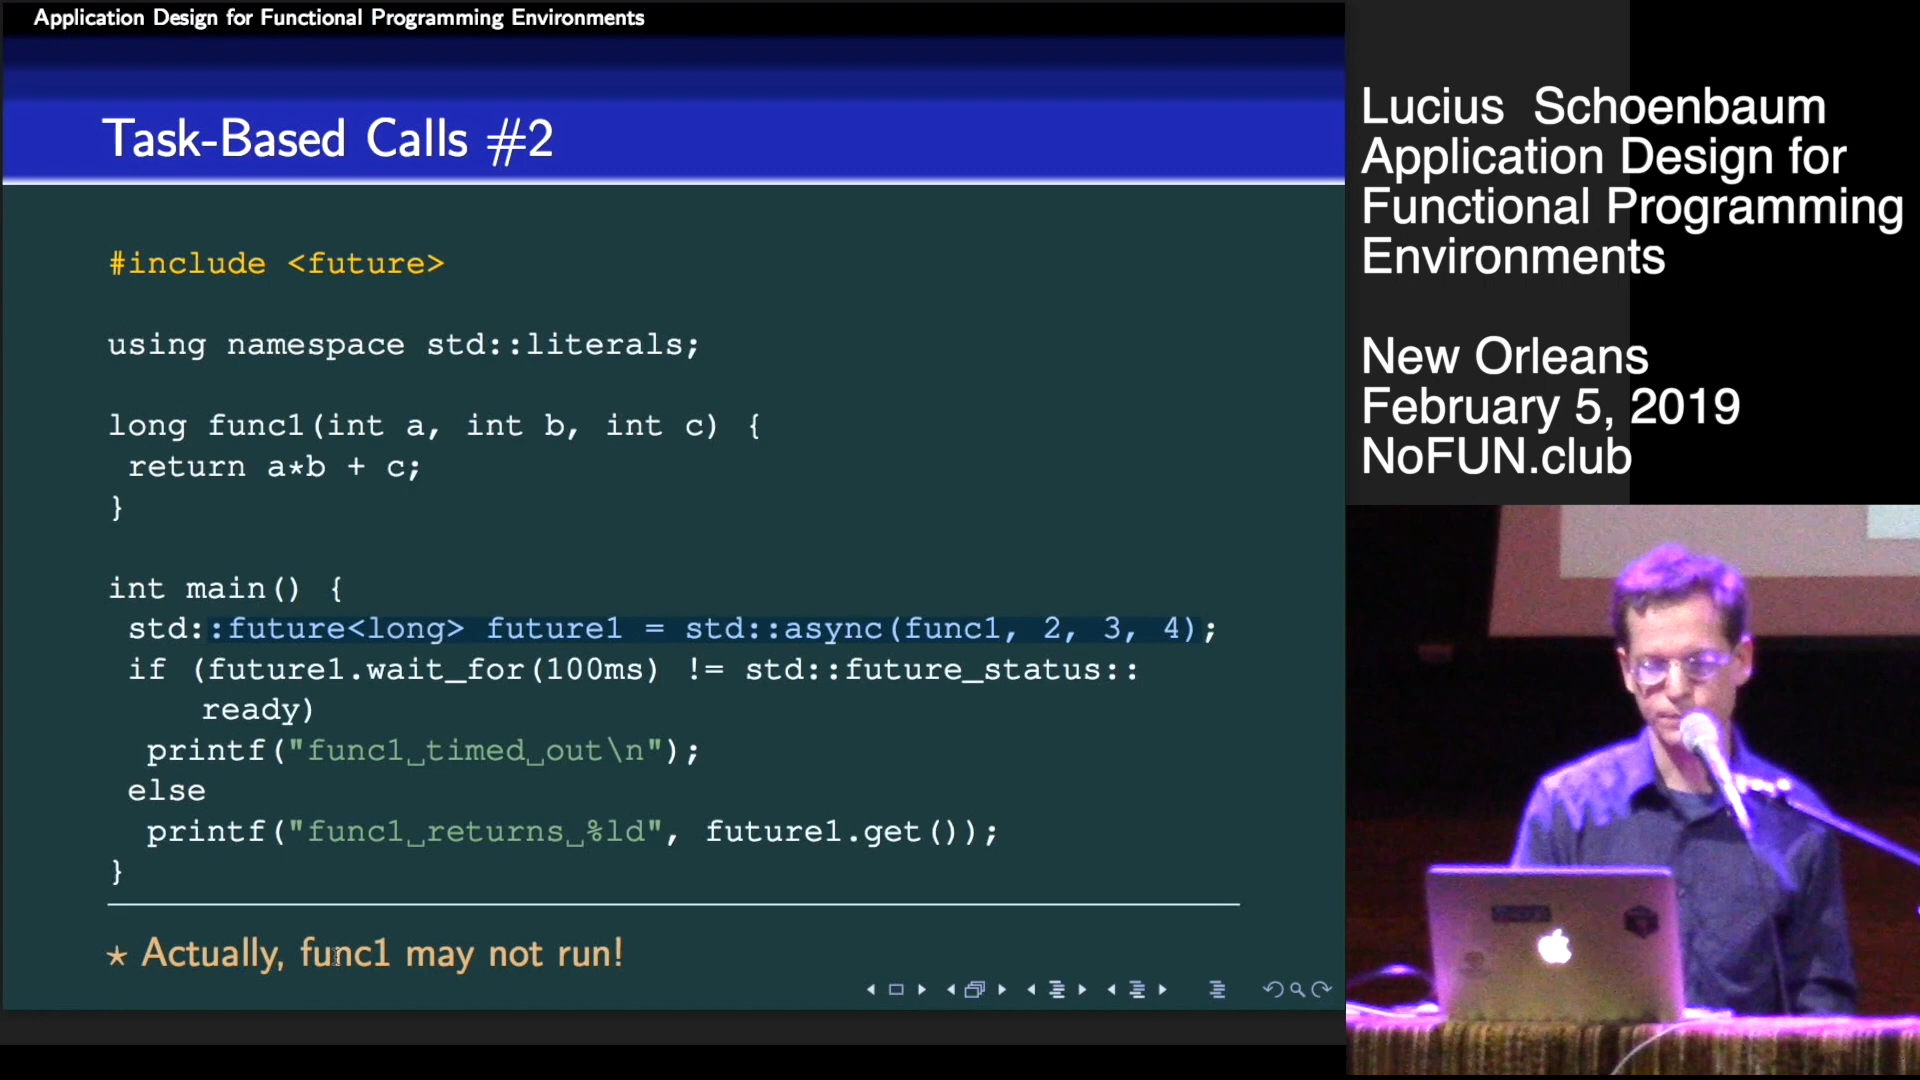 Application Design for Functional Programming Environments
Task-Based Calls #2
#include <future>
using namespace std::literals;
long func1(int a, int b, int c) {
return a*b + c;
}
int main() {
std::future<long> future1 = std::async(func1, 2, 3, 4);
if (future1.wait_for(100ms) != std::future_status::
ready)
printf("func1␣timed␣out\n");
else
printf("func1␣returns␣%ld", future1.get());
}
★ Actually, func1 may not run!
Lucius Schoenbaum
Application Design for
Functional Programming
Environments
New Orleans
February 5, 2019
NoFUN.club